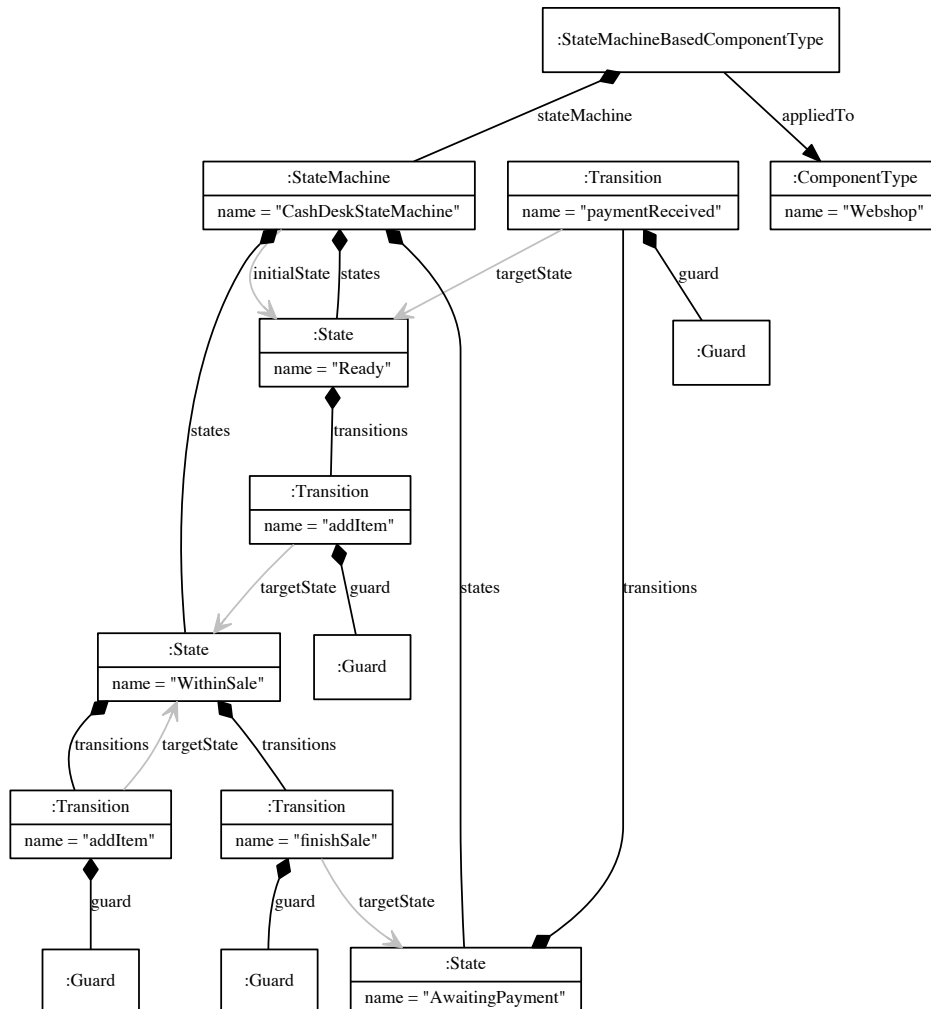 :StateMachineBasedComponentType
stateMachine
appliedTo
:StateMachine
name = "CashDeskStateMachine"
:Transition
name = "paymentReceived"
:ComponentType
name = "Webshop"
initialState
states
targetState
guard
:State
name = "Ready"
:Guard
states
transitions
:Transition
name = "addItem"
targetState
guard
states
transitions
:State
name = "WithinSale"
:Guard
transitions
targetState
transitions
:Transition
name = "addItem"
:Transition
name = "finishSale"
guard
guard
targetState
:Guard
:Guard
:State
name = "AwaitingPayment"